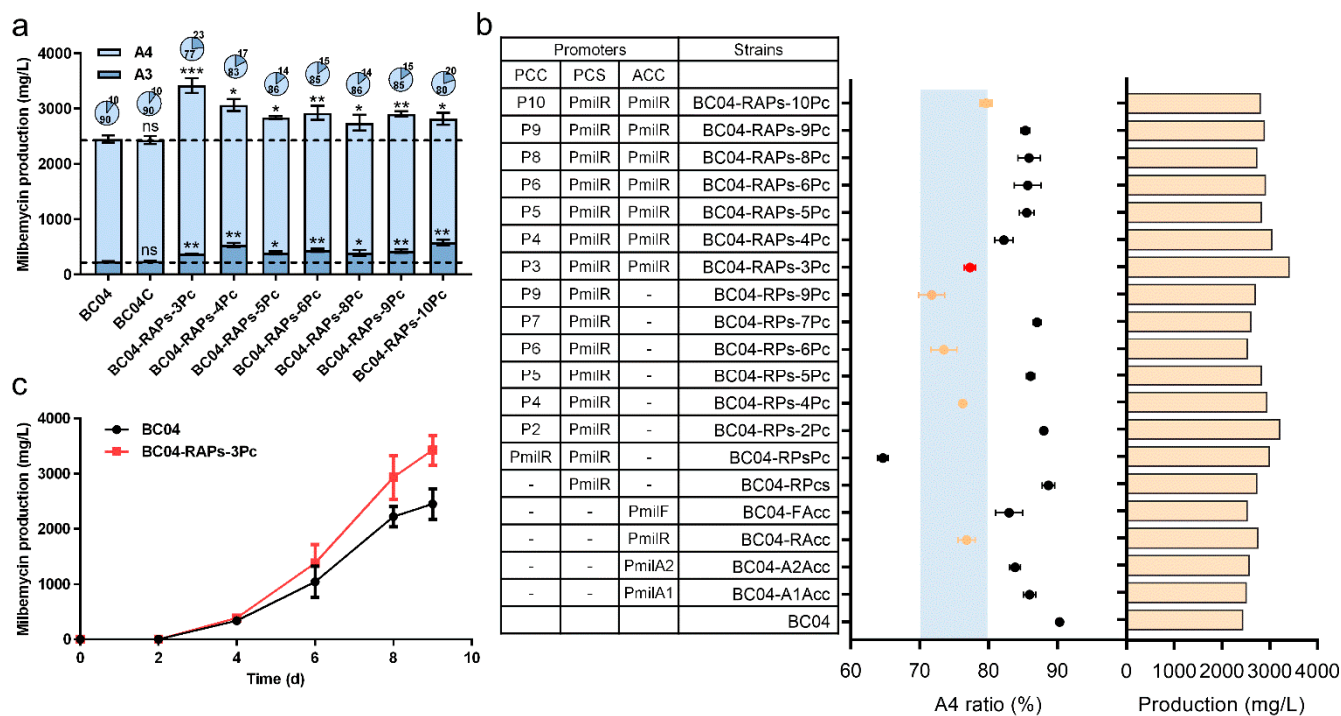 a
Milbemycin production (mg/L)
4000
3000
2000
1000
0
A4
A3
10
90
10
90
23
77
17
83
14
86
15
85
14
86
15
85
20
80
ns
***
*
*
**
*
**
*
ns
**
**
*
**
*
**
**
BC04
BC04C
BC04-RAPs-3Pc
BC04-RAPs-4Pc
BC04-RAPs-5Pc
BC04-RAPs-6Pc
BC04-RAPs-8Pc
BC04-RAPs-9Pc
BC04-RAPs-10Pc
c
Milbemycin production (mg/L)
4000
3000
2000
1000
0
BC04
BC04-RAPs-3Pc
0 2 4 6 8 10
Time (d)
b
Promoters Strains
PCC PCS ACC
P10 PmilR PmilR BC04-RAPs-10Pc
P9 PmilR PmilR BC04-RAPs-9Pc
P8 PmilR PmilR BC04-RAPs-8Pc
P6 PmilR PmilR BC04-RAPs-6Pc
P5 PmilR PmilR BC04-RAPs-5Pc
P4 PmilR PmilR BC04-RAPs-4Pc
P3 PmilR PmilR BC04-RAPs-3Pc
P9 PmilR - BC04-RPs-9Pc
P7 PmilR - BC04-RPs-7Pc
P6 PmilR - BC04-RPs-6Pc
P5 PmilR - BC04-RPs-5Pc
P4 PmilR - BC04-RPs-4Pc
P2 PmilR - BC04-RPs-2Pc
PmilR PmilR - BC04-RPsPc
- PmilR - BC04-RPcs
- - PmilF BC04-FAcc
- - PmilR BC04-RAcc
- - PmilA2 BC04-A2Acc
- - PmilA1 BC04-A1Acc
BC04
60 70 80 90
A4 ratio (%)
0 1000 2000 3000 4000
Production (mg/L)